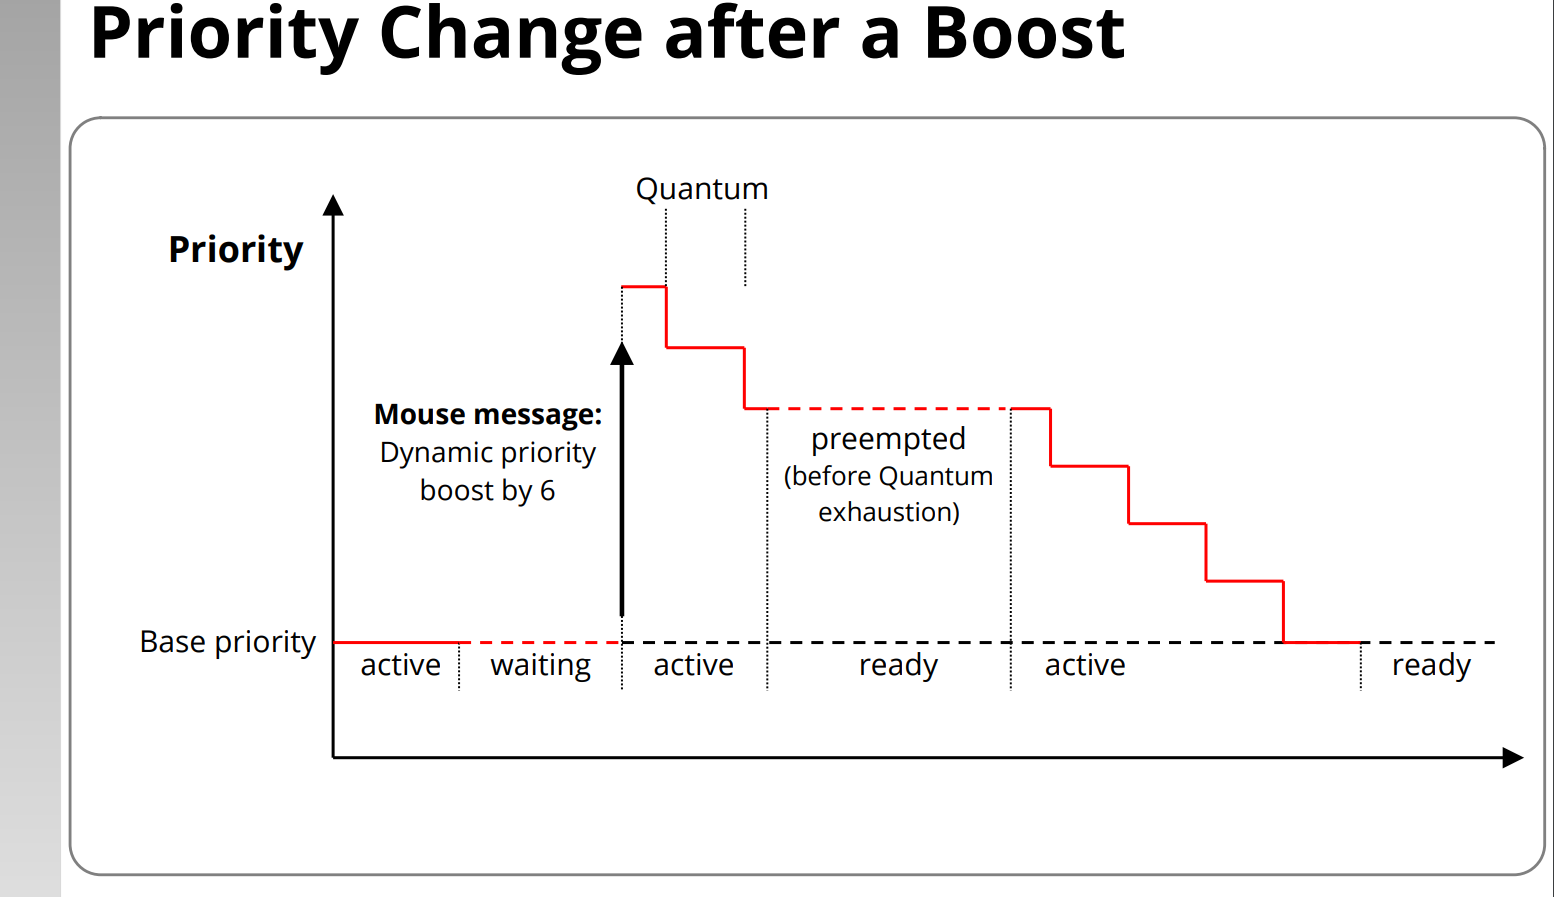 Priority Change after a Boost
Quantum
Priority
Mouse message:
Dynamic priority
boost by 6
preempted
(before Quantum
exhaustion)
Base priority
active
waiting
active
ready
active
ready